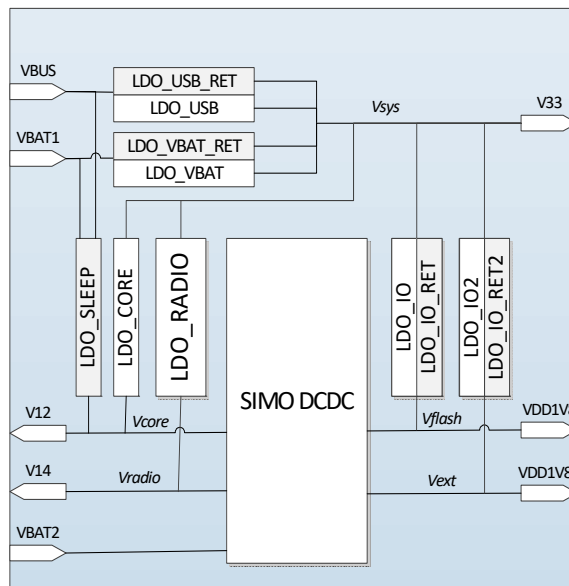 VBUS
LDO_USB_RET
LDO_USB
Vsys
V33
VBAT1
LDO_VBAT_RET
LDO_VBAT
LDO_SLEEP
LDO_CORE
LDO_RADIO
SIMO DCDC
LDO_IO
LDO_IO_RET
LDO_IO2
LDO_IO_RET2
V12
Vcore
Vflash
VDD1V8
V14
Vradio
Vext
VDD1V8
VBAT2